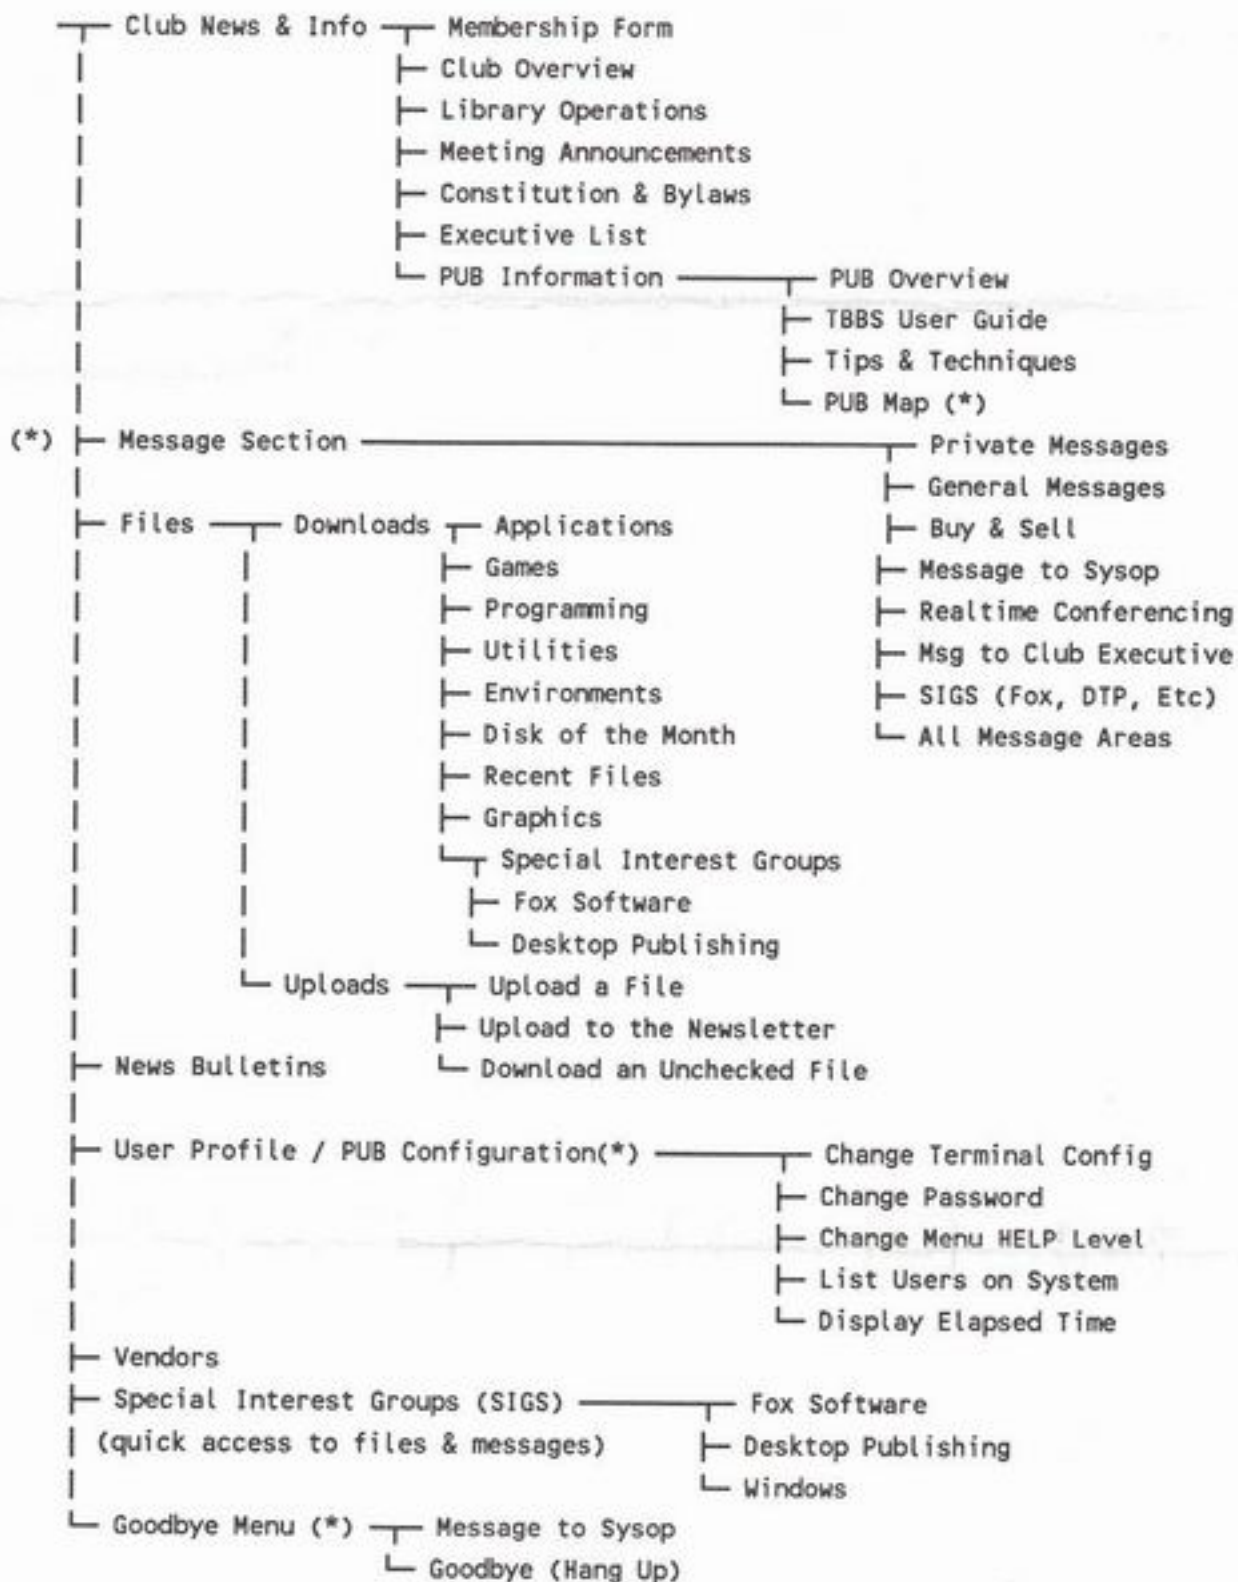 Club News & Info Membership Form
Club Overview
Library Operations
Meeting Announcements
Constitution & Bylaws
Executive List
PUB Information PUB Overview
TBBS User Guide
Tips & Techniques
PUB Map (*)
(*) Message Section Private Messages
General Messages
Files Downloads Applications Buy & Sell
Games Message to Sysop
Programming Realtime Conferencing
Utilities Msg to Club Executive
Environments SIGS (Fox, DTP, Etc)
Disk of the Month All Message Areas
Recent Files
Graphics
Special Interest Groups
Fox Software
Desktop Publishing
Uploads Upload a File
Upload to the Newsletter
News Bulletins Download an Unchecked File
User Profile / PUB Configuration(*) Change Terminal Config
Change Password
Change Menu HELP Level
List Users on System
Display Elapsed Time
Vendors
Special Interest Groups (SIGS) Fox Software
(quick access to files & messages) Desktop Publishing
Windows
Goodbye Menu (*) Message to Sysop
Goodbye (Hang Up)